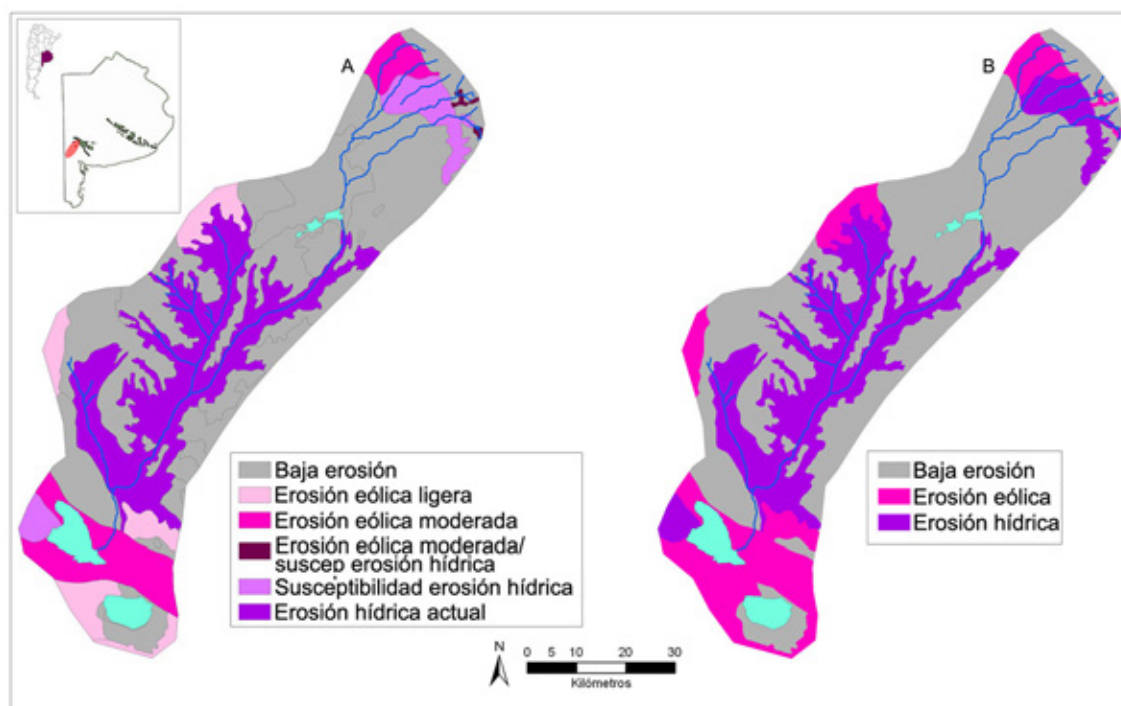 A
B
Baja erosión
Erosión eólica ligera
Erosión eólica moderada
Erosión eólica moderada/
suscep erosión hídrica
Susceptibilidad erosión hídrica
Erosión hídrica actual
Baja erosión
Erosión eólica
Erosión hídrica
N
0 5 10 20 30
Kilómetros